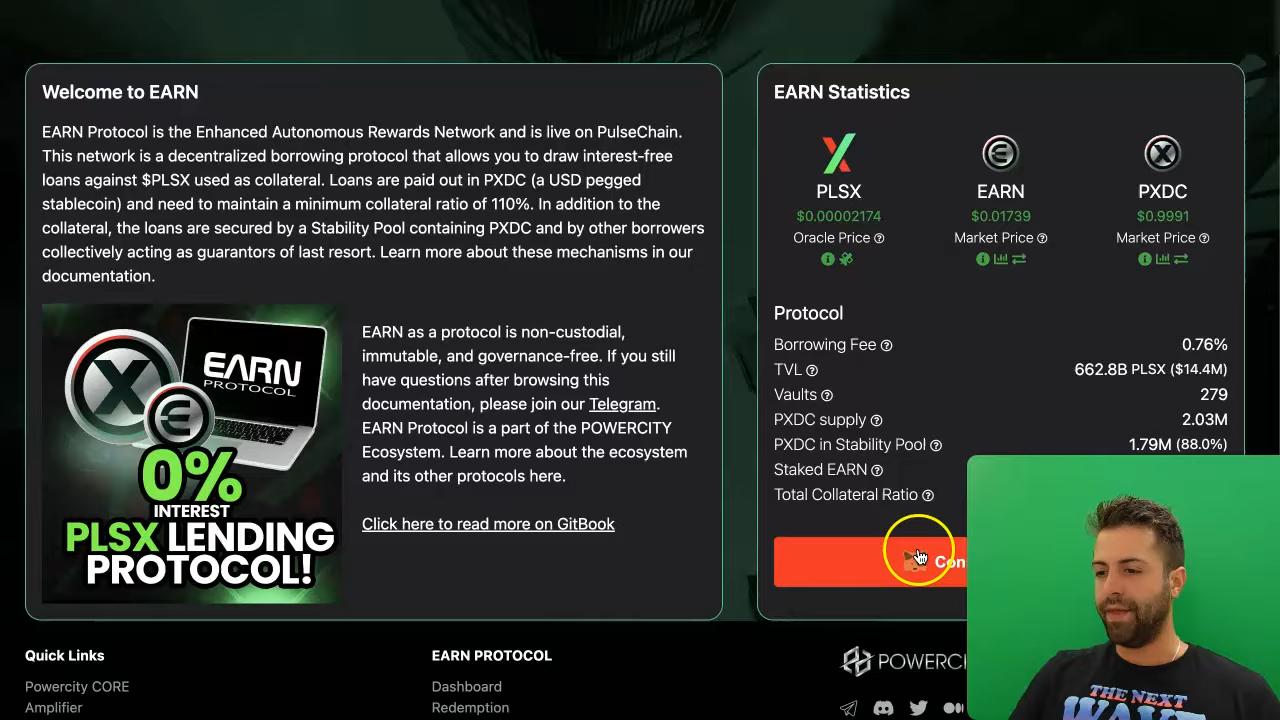 Welcome to EARN
EARN Protocol is the Enhanced Autonomous Rewards Network and is live on PulseChain.
This network is a decentralized borrowing protocol that allows you to draw interest-free
loans against $PLSX used as collateral. Loans are paid out in PXDC (a USD pegged
stablecoin) and need to maintain a minimum collateral ratio of 110%. In addition to the
collateral, the loans are secured by a Stability Pool containing PXDC and by other borrowers
collectively acting as guarantors of last resort. Learn more about these mechanisms in our
documentation.
EARN
PROTOCOL
0%
INTEREST
PLSX LENDING
PROTOCOL!
EARN as a protocol is non-custodial,
immutable, and governance-free. If you still
have questions after browsing this
documentation, please join our Telegram.
EARN Protocol is a part of the POWERCITY
Ecosystem. Learn more about the ecosystem
and its other protocols here.
Click here to read more on GitBook
EARN Statistics
PLSX
$0.00002174
Oracle Price
EARN
$0.01739
Market Price
PXDC
$0.9991
Market Price
Protocol
Borrowing Fee 0.76%
TVL 662.8B PLSX ($14.4M)
Vaults 279
PXDC supply 2.03M
PXDC in Stability Pool 1.79M (88.0%)
Staked EARN
Total Collateral Ratio
Con
Quick Links
Powercity CORE
Amplifier
EARN PROTOCOL
Dashboard
Redemption
POWERCI
THE NEXT